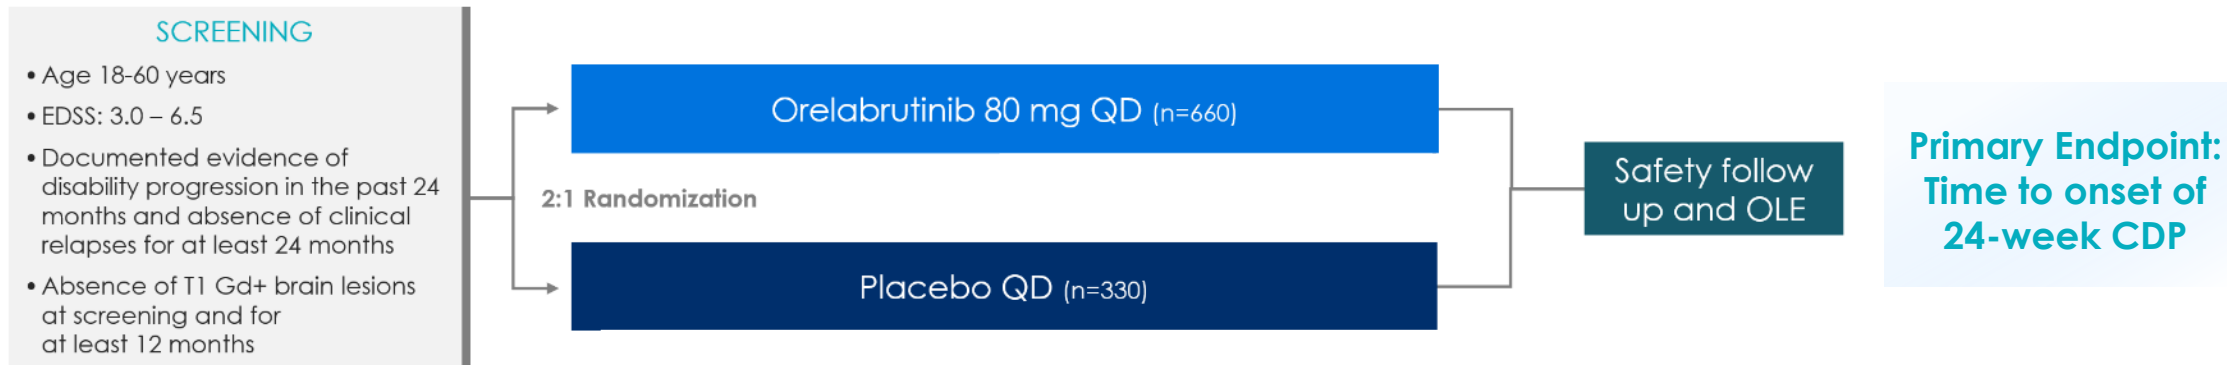 SCREENING
• Age 18-60 years
• EDSS: 3.0 – 6.5
• Documented evidence of
disability progression in the past 24
months and absence of clinical
relapses for at least 24 months
• Absence of T1 Gd+ brain lesions
at screening and for
at least 12 months
Orelabrutinib 80 mg QD (n=660)
2:1 Randomization
Placebo QD (n=330)
Safety follow
up and OLE
Primary Endpoint:
Time to onset of
24-week CDP